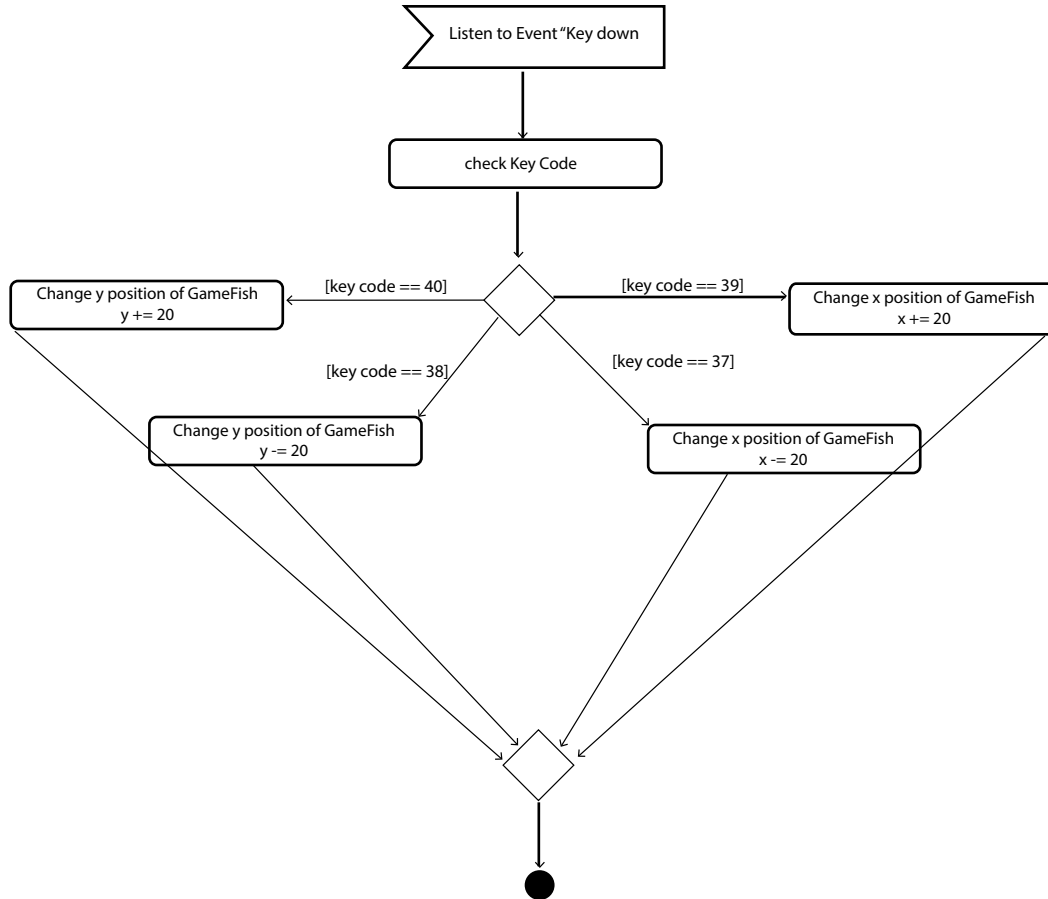 Listen to Event “Key down
check Key Code
[key code == 40]
[key code == 39]
Change y position of GameFish
y += 20
Change x position of GameFish
x += 20
[key code == 38]
[key code == 37]
Change y position of GameFish
y -= 20
Change x position of GameFish
x -= 20